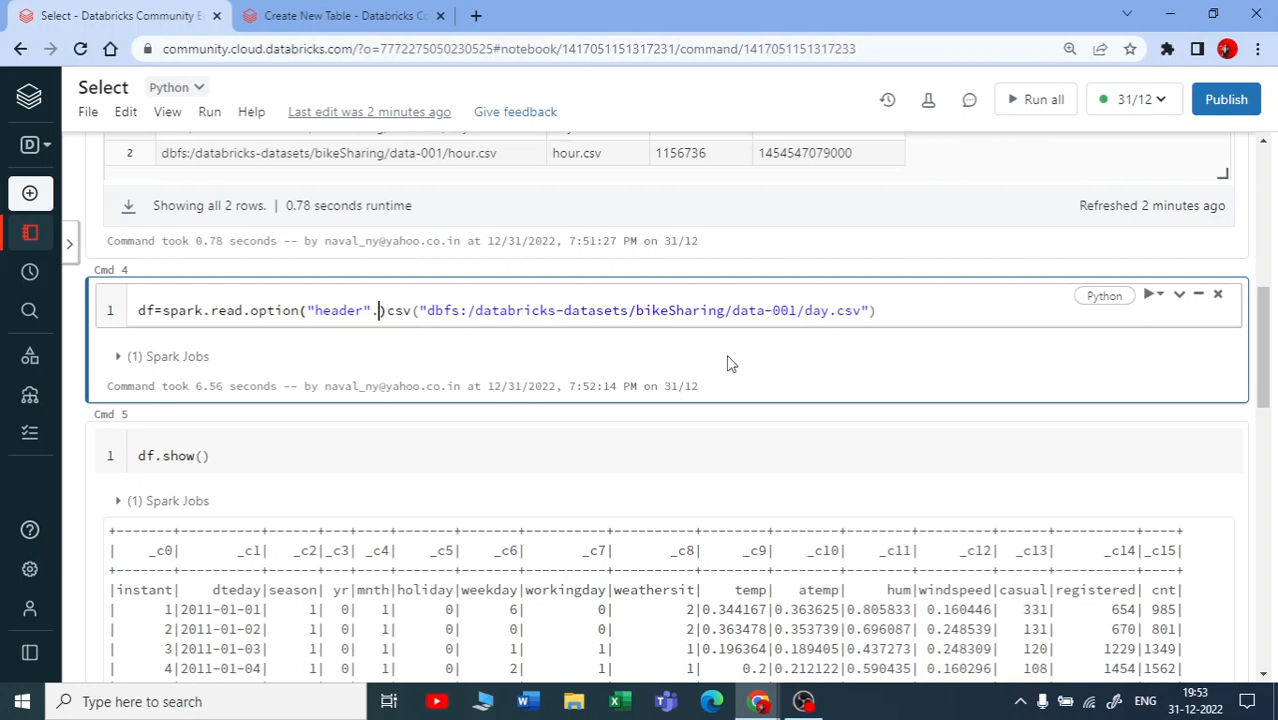 Select - Databricks Community E
Create New Table - Databricks Co
community.cloud.databricks.com/?o=7772275050230525#notebook/1417051151317231/command/1417051151317233
Select Python
File Edit View Run Help Last edit was 2 minutes ago Give feedback
Run all 31/12 Publish
D
2 dbfs:/databricks-datasets/bikeSharing/data-001/hour.csv hour.csv 1156736 1454547079000
Showing all 2 rows. | 0.78 seconds runtime Refreshed 2 minutes ago
Command took 0.78 seconds -- by naval_ny@yahoo.co.in at 12/31/2022, 7:51:27 PM on 31/12
Cmd 4
Python
1 df=spark.read.option("header".)csv("dbfs:/databricks-datasets/bikeSharing/data-001/day.csv")
(1) Spark Jobs
Command took 6.56 seconds -- by naval_ny@yahoo.co.in at 12/31/2022, 7:52:14 PM on 31/12
Cmd 5
1 df.show()
(1) Spark Jobs
+-------+----------+------+---+----+-------+-------+----------+----------+--------+--------+--------+---------+------+----------+----+
| _c0| _c1| _c2|_c3| _c4| _c5| _c6| _c7| _c8| _c9| _c10| _c11| _c12| _c13| _c14|_c15|
+-------+----------+------+---+----+-------+-------+----------+----------+--------+--------+--------+---------+------+----------+----+
|instant| dteday|season| yr|mnth|holiday|weekday|workingday|weathersit| temp| atemp| hum|windspeed|casual|registered| cnt|
| 1|2011-01-01| 1| 0| 1| 0| 6| 0| 2|0.344167|0.363625|0.805833| 0.160446| 331| 654| 985|
| 2|2011-01-02| 1| 0| 1| 0| 0| 0| 2|0.363478|0.353739|0.696087| 0.248539| 131| 670| 801|
| 3|2011-01-03| 1| 0| 1| 0| 1| 1| 1|0.196364|0.189405|0.437273| 0.248309| 120| 1229|1349|
| 4|2011-01-04| 1| 0| 1| 0| 2| 1| 1| 0.2|0.212122|0.590435| 0.160296| 108| 1454|1562|
Type here to search
ENG
19:53
31-12-2022